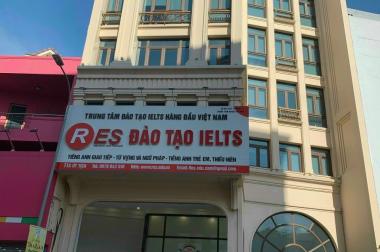 TRUNG TÂM ĐÀO TẠO IELTS HÀNG ĐẦU VIỆT NAM
RES ĐÀO TẠO IELTS
TIẾNG ANH GIAO TIẾP - TỪ VỰNG VÀ NGỮ PHÁP - TIẾNG ANH TRẺ EM, THIẾU NIÊN